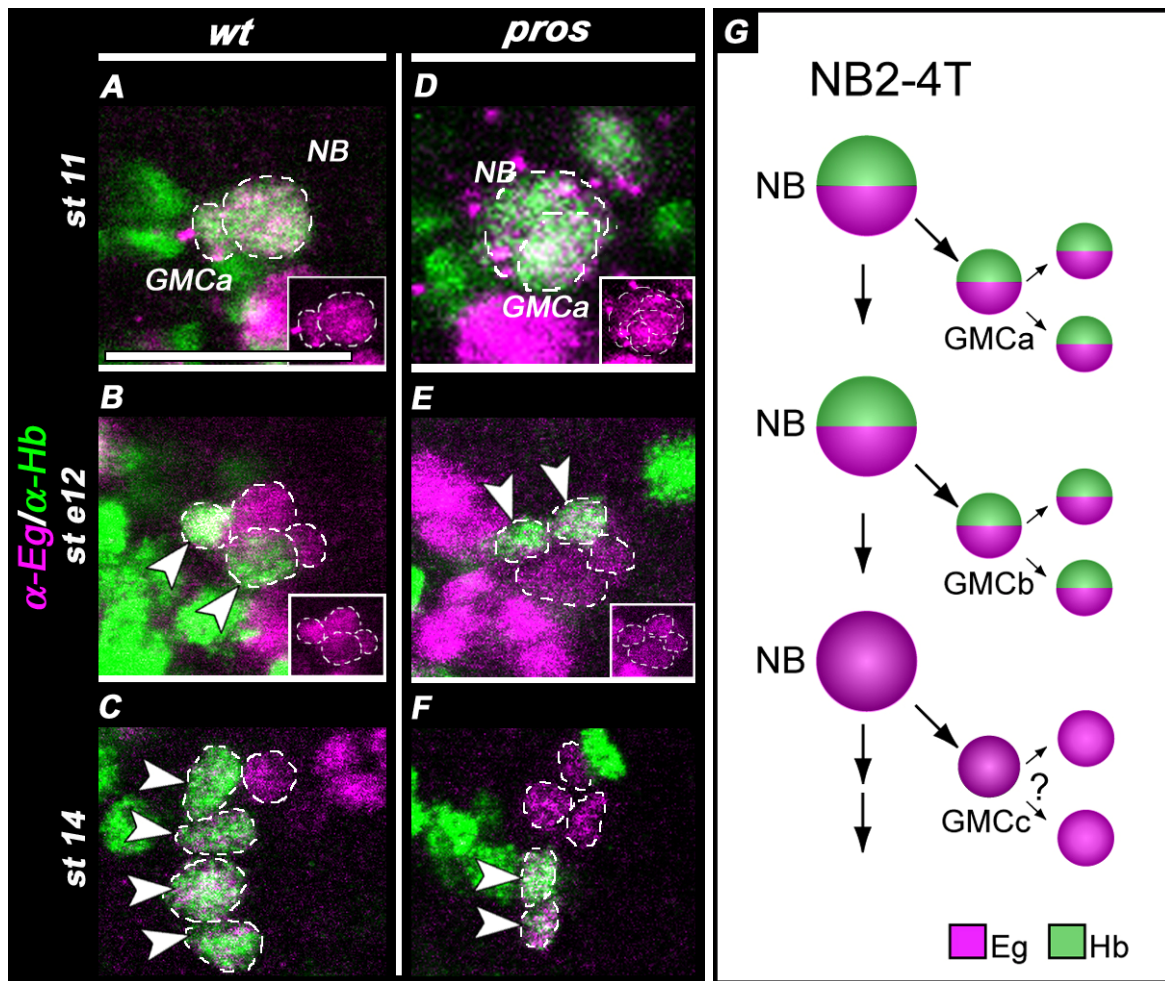 wt
pros
G
A
NB
GMCa
D
NB
GMCa
st 11
B
E
st e12
α-Eg/α-Hb
C
F
st 14
NB2-4T
NB
GMCa
NB
GMCb
NB
?
GMCc
Eg
Hb